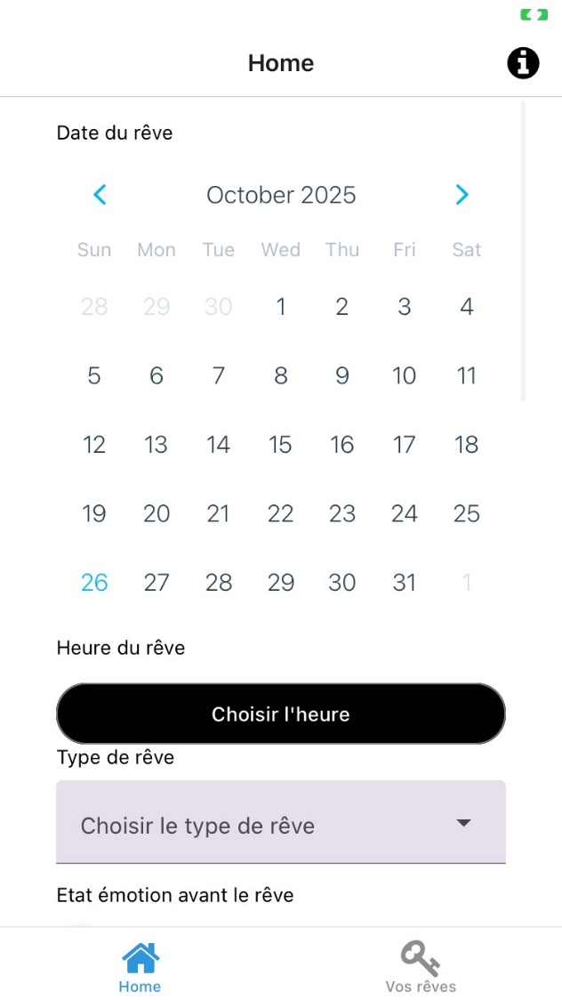 Home
Date du rêve
October 2025
Sun Mon Tue Wed Thu Fri Sat
28 29 30 1 2 3 4
5 6 7 8 9 10 11
12 13 14 15 16 17 18
19 20 21 22 23 24 25
26 27 28 29 30 31 1
Heure du rêve
Choisir l'heure
Type de rêve
Choisir le type de rêve
Etat émotion avant le rêve
Home Vos rêves